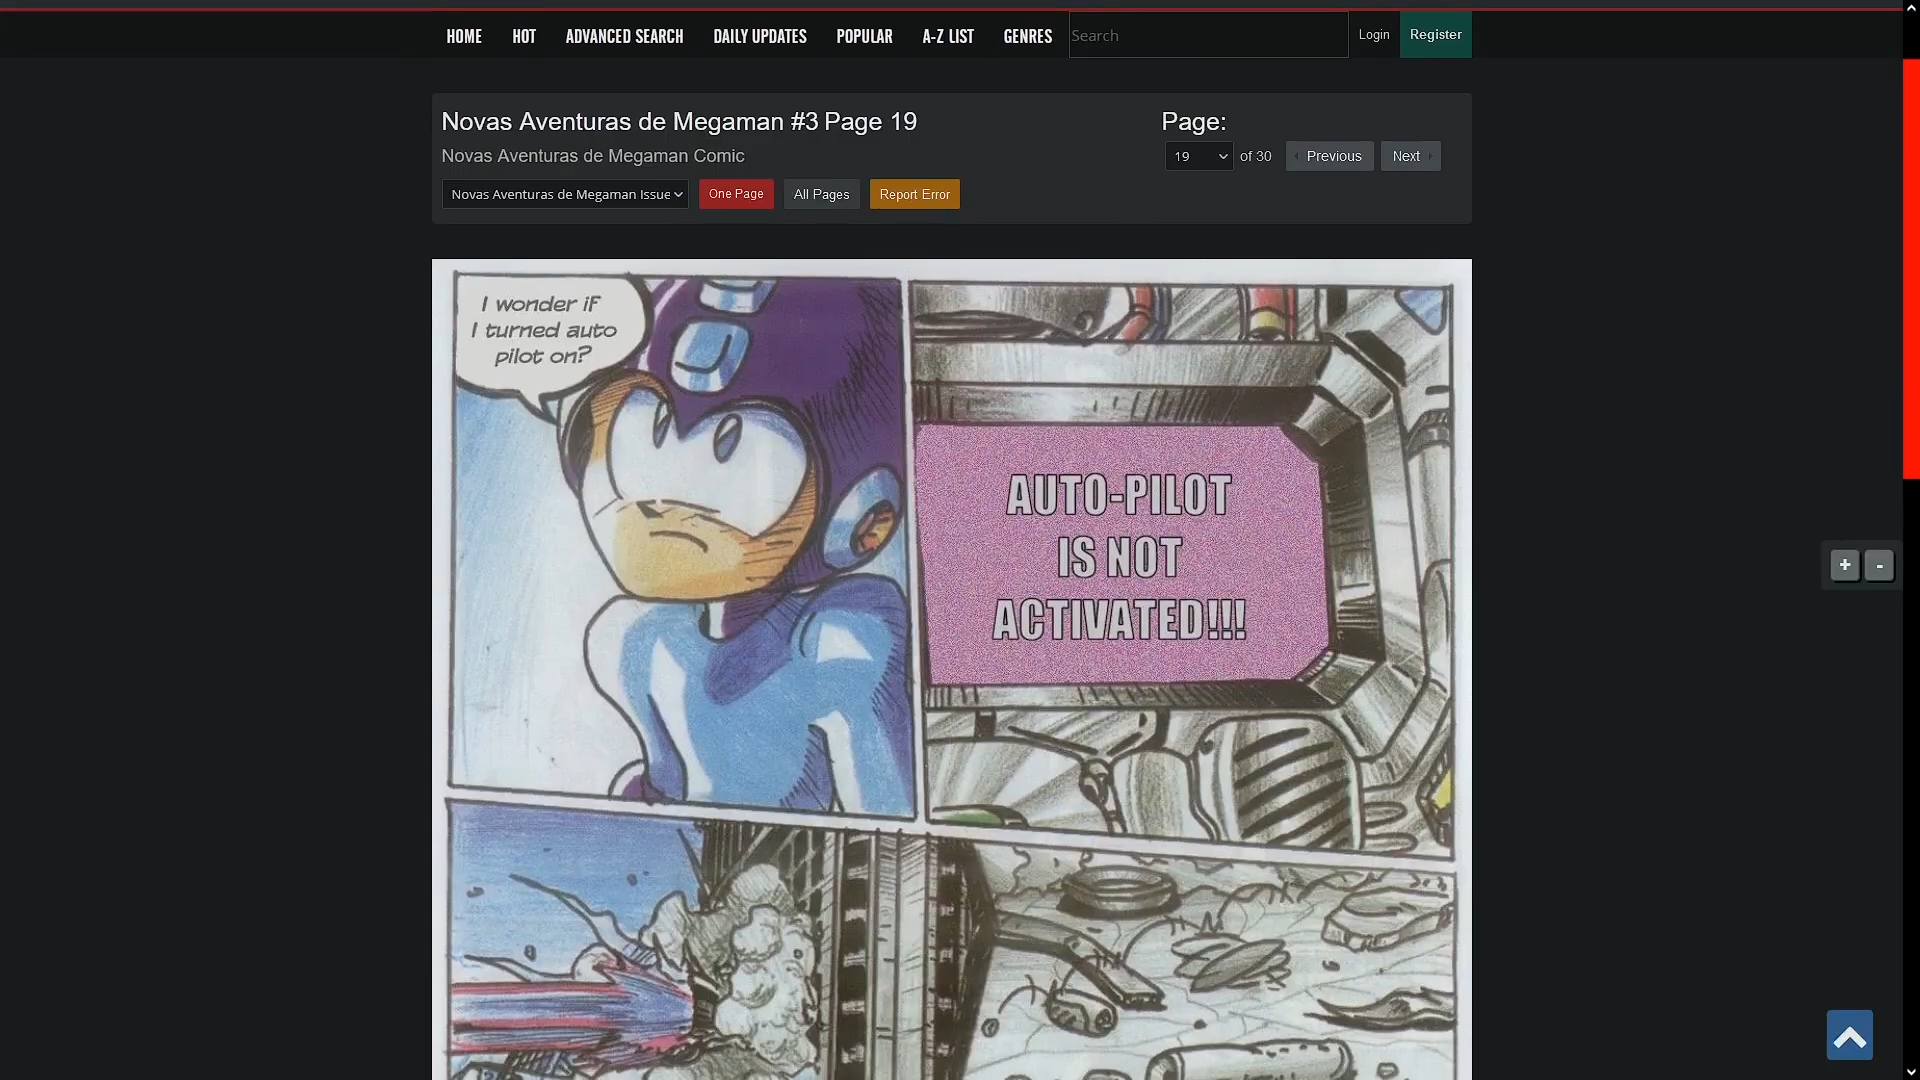 HOME HOT ADVANCED SEARCH DAILY UPDATES POPULAR A-Z LIST GENRES Search Login Register
Novas Aventuras de Megaman #3 Page 19
Page:
Novas Aventuras de Megaman Comic
19 of 30 Previous Next
Novas Aventuras de Megaman Issue One Page All Pages Report Error
I wonder if
I turned auto
pilot on?
AUTO-PILOT
IS NOT
ACTIVATED!!!
+ -